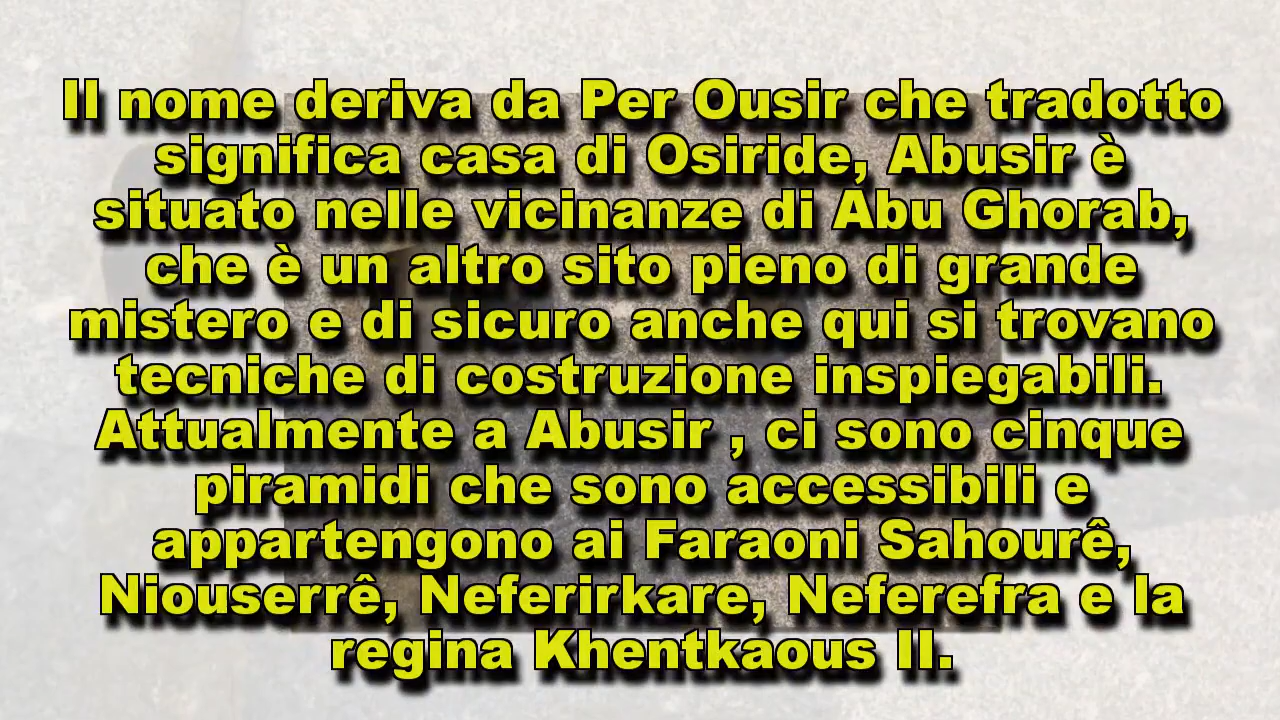 Il nome deriva da Per Ousir che tradotto
significa casa di Osiride, Abusir è
situato nelle vicinanze di Abu Ghorab,
che è un altro sito pieno di grande
mistero e di sicuro anche qui si trovano
tecniche di costruzione inspiegabili.
Attualmente a Abusir , ci sono cinque
piramidi che sono accessibili e
appartengono ai Faraoni Sahourê,
Niouserrê, Neferirkare, Neferefra e la
regina Khentkaous II.